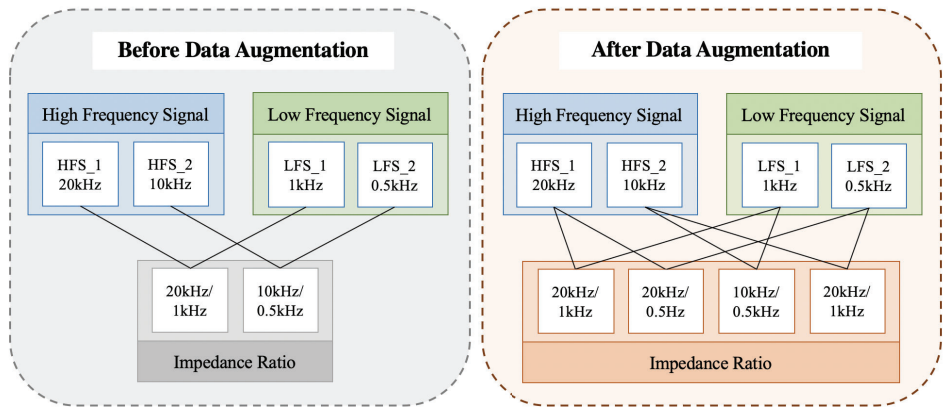 Before Data Augmentation
High Frequency Signal
Low Frequency Signal
HFS_1
20kHz
HFS_2
10kHz
LFS_1
1kHz
LFS_2
0.5kHz
20kHz/
1kHz
10kHz/
0.5kHz
Impedance Ratio
After Data Augmentation
High Frequency Signal
Low Frequency Signal
HFS_1
20kHz
HFS_2
10kHz
LFS_1
1kHz
LFS_2
0.5kHz
20kHz/
1kHz
20kHz/
0.5Hz
10kHz/
0.5kHz
20kHz/
1kHz
Impedance Ratio